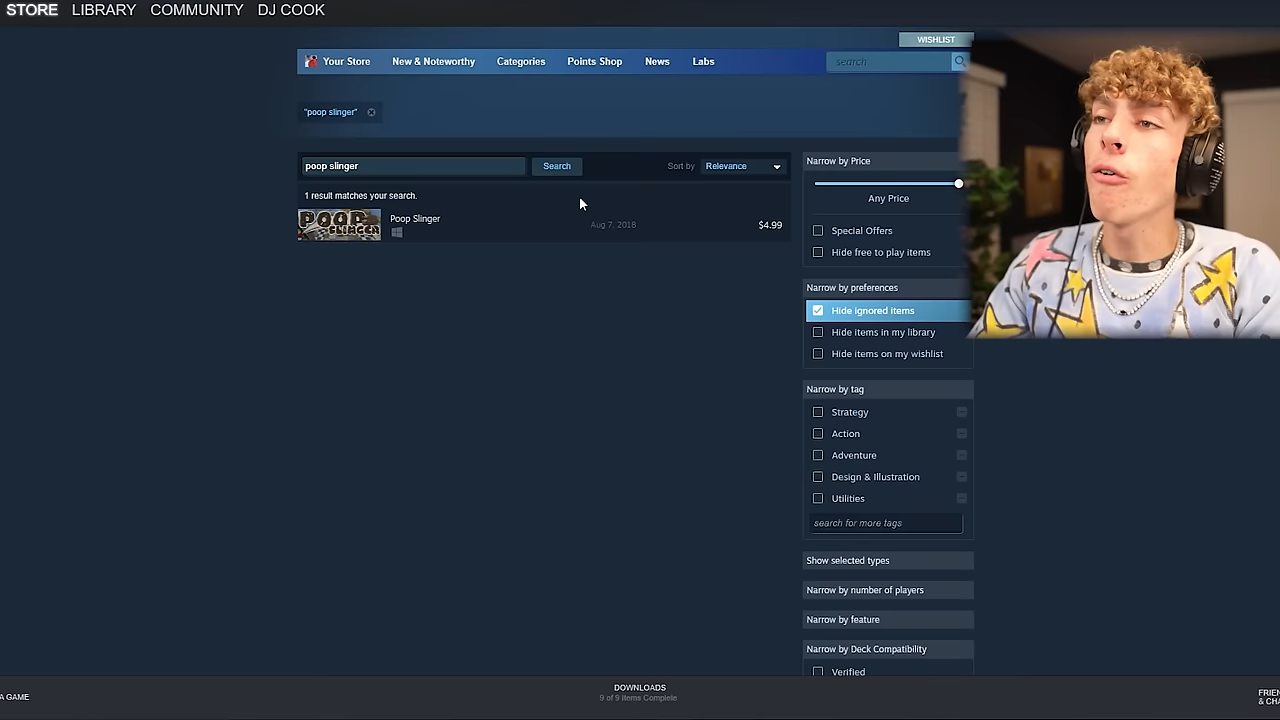 STORE LIBRARY COMMUNITY DJ COOK
WISHLIST
Your Store New & Noteworthy Categories Points Shop News Labs search
"poop slinger"
poop slinger Search Sort by Relevance
1 result matches your search.
POOP
SLINGER
Poop Slinger
Aug 7, 2018 $4.99
Narrow by Price
Any Price
Special Offers
Hide free to play items
Narrow by preferences
Hide ignored items
Hide items in my library
Hide items on my wishlist
Narrow by tag
Strategy
Action
Adventure
Design & Illustration
Utilities
search for more tags
Show selected types
Narrow by number of players
Narrow by feature
Narrow by Deck Compatibility
Verified
A GAME
DOWNLOADS
9 of 9 Items Complete
FRIEN
& CHA